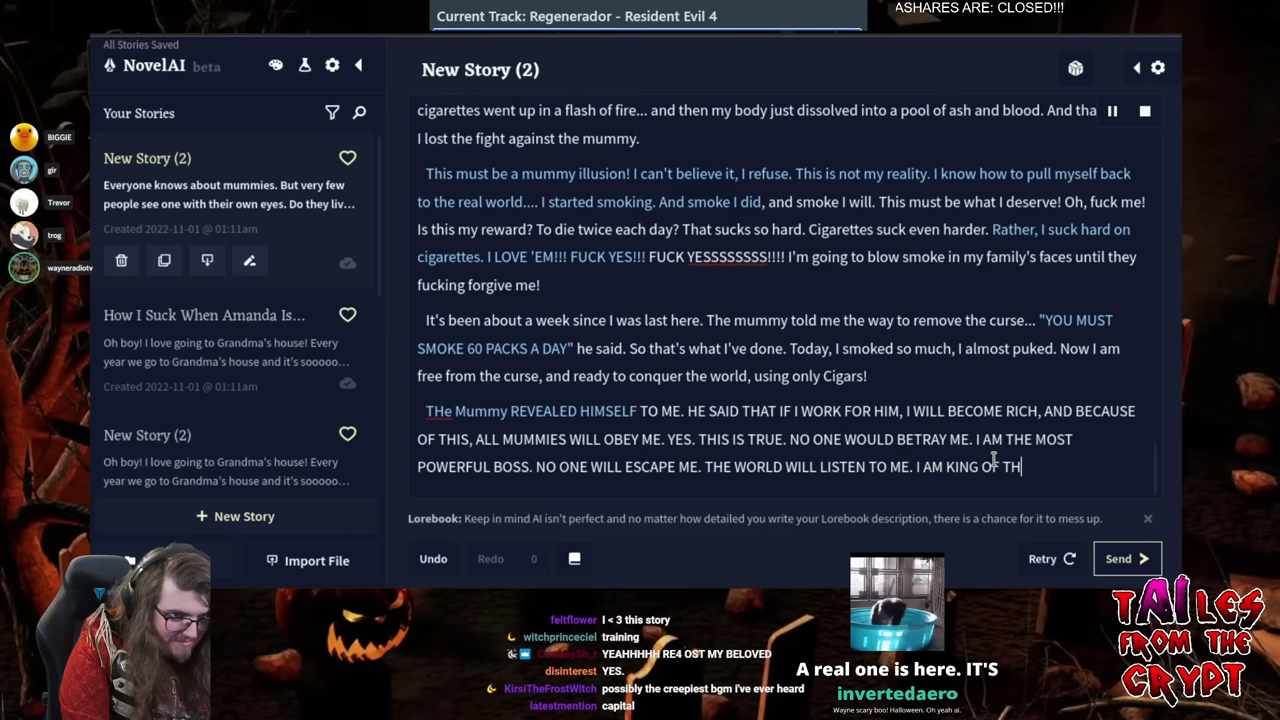 Current Track: Regenerador - Resident Evil 4
ASHARES ARE: CLOSED!!!
All Stories Saved
NovelAI beta
New Story (2)
Your Stories
New Story (2)
Everyone knows about mummies. But very few
people see one with their own eyes. Do they liv...
Created 2022-11-01 @ 01:11am
How I Suck When Amanda Is...
Oh boy! I love going to Grandma's house! Every
year we go to Grandma's house and it's sooooo...
Created 2022-11-01 @ 01:11am
New Story (2)
Oh boy! I love going to Grandma's house! Every
year we go to Grandma's house and it's sooooo...
+ New Story
Import File
BIGGIE
gir
Trevor
trog
wayneradiotv
cigarettes went up in a flash of fire... and then my body just dissolved into a pool of ash and blood. And tha
I lost the fight against the mummy.
This must be a mummy illusion! I can't believe it, I refuse. This is not my reality. I know how to pull myself back
to the real world.... I started smoking. And smoke I did, and smoke I will. This must be what I deserve! Oh, fuck me!
Is this my reward? To die twice each day? That sucks so hard. Cigarettes suck even harder. Rather, I suck hard on
cigarettes. I LOVE 'EM!!! FUCK YES!!! FUCK YESSSSSSSS!!!! I'm going to blow smoke in my family's faces until they
fucking forgive me!
It's been about a week since I was last here. The mummy told me the way to remove the curse... "YOU MUST
SMOKE 60 PACKS A DAY" he said. So that's what I've done. Today, I smoked so much, I almost puked. Now I am
free from the curse, and ready to conquer the world, using only Cigars!
THe Mummy REVEALED HIMSELF TO ME. HE SAID THAT IF I WORK FOR HIM, I WILL BECOME RICH, AND BECAUSE
OF THIS, ALL MUMMIES WILL OBEY ME. YES. THIS IS TRUE. NO ONE WOULD BETRAY ME. I AM THE MOST
POWERFUL BOSS. NO ONE WILL ESCAPE ME. THE WORLD WILL LISTEN TO ME. I AM KING OF TH
Lorebook: Keep in mind AI isn't perfect and no matter how detailed you write your Lorebook description, there is a chance for it to mess up.
Undo
Redo
0
Retry
Send
feltflower I < 3 this story
witchprinceciel training
YEAHHHHH RE4 OST MY BELOVED
disinterest YES.
KirsiTheFrostWitch possibly the creepiest bgm i've ever heard
latestmention capital
A real one is here. IT'S
invertedaero
Wayne scary boo! Halloween. Oh yeah ai.
TAILES
FROM THE
CRYPT